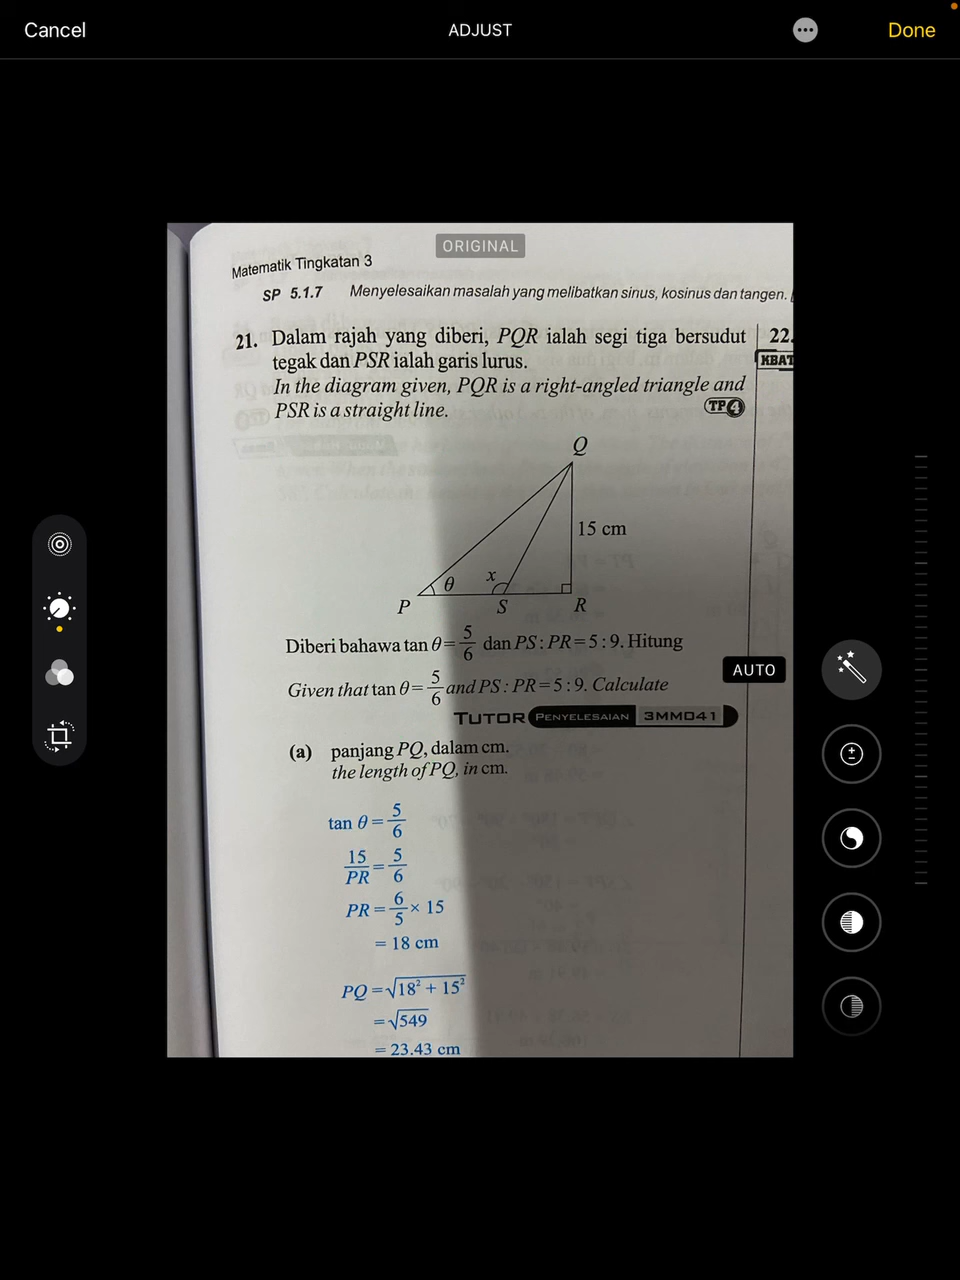 Cancel
ADJUST
Done
ORIGINAL
Matematik Tingkatan 3
SP 5.1.7 Menyelesaikan masalah yang melibatkan sinus, kosinus dan tangen.
21. Dalam rajah yang diberi, PQR ialah segi tiga bersudut
tegak dan PSR ialah garis lurus.
In the diagram given, PQR is a right-angled triangle and
PSR is a straight line.
TP 4
22.
KBAT
Q
15 cm
θ
x
P
S
R
Diberi bahawa tan θ = 5/6 dan PS : PR = 5 : 9. Hitung
Given that tan θ = 5/6 and PS : PR = 5 : 9. Calculate
AUTO
TUTOR PENYELESAIAN 3MM041
(a) panjang PQ, dalam cm.
the length of PQ, in cm.
tan θ = 5/6
15/PR = 5/6
PR = 6/5 × 15
= 18 cm
PQ = √18² + 15²
= √549
= 23.43 cm